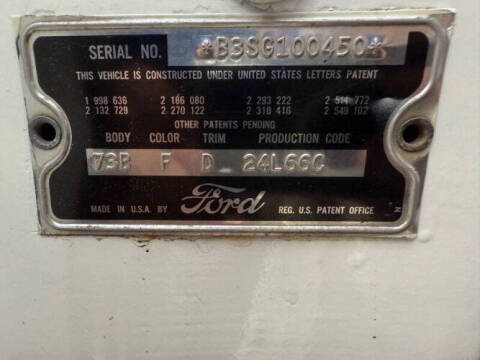 SERIAL NO. *B3SG100450*
THIS VEHICLE IS CONSTRUCTED UNDER UNITED STATES LETTERS PATENT
1 998 636 2 186 080 2 293 222 2 514 772
2 132 729 2 270 122 2 310 416 2 549 102
OTHER PATENTS PENDING
BODY COLOR TRIM PRODUCTION CODE
73B F D 24L66C
MADE IN U.S.A. BY Ford REG. U.S. PATENT OFFICE